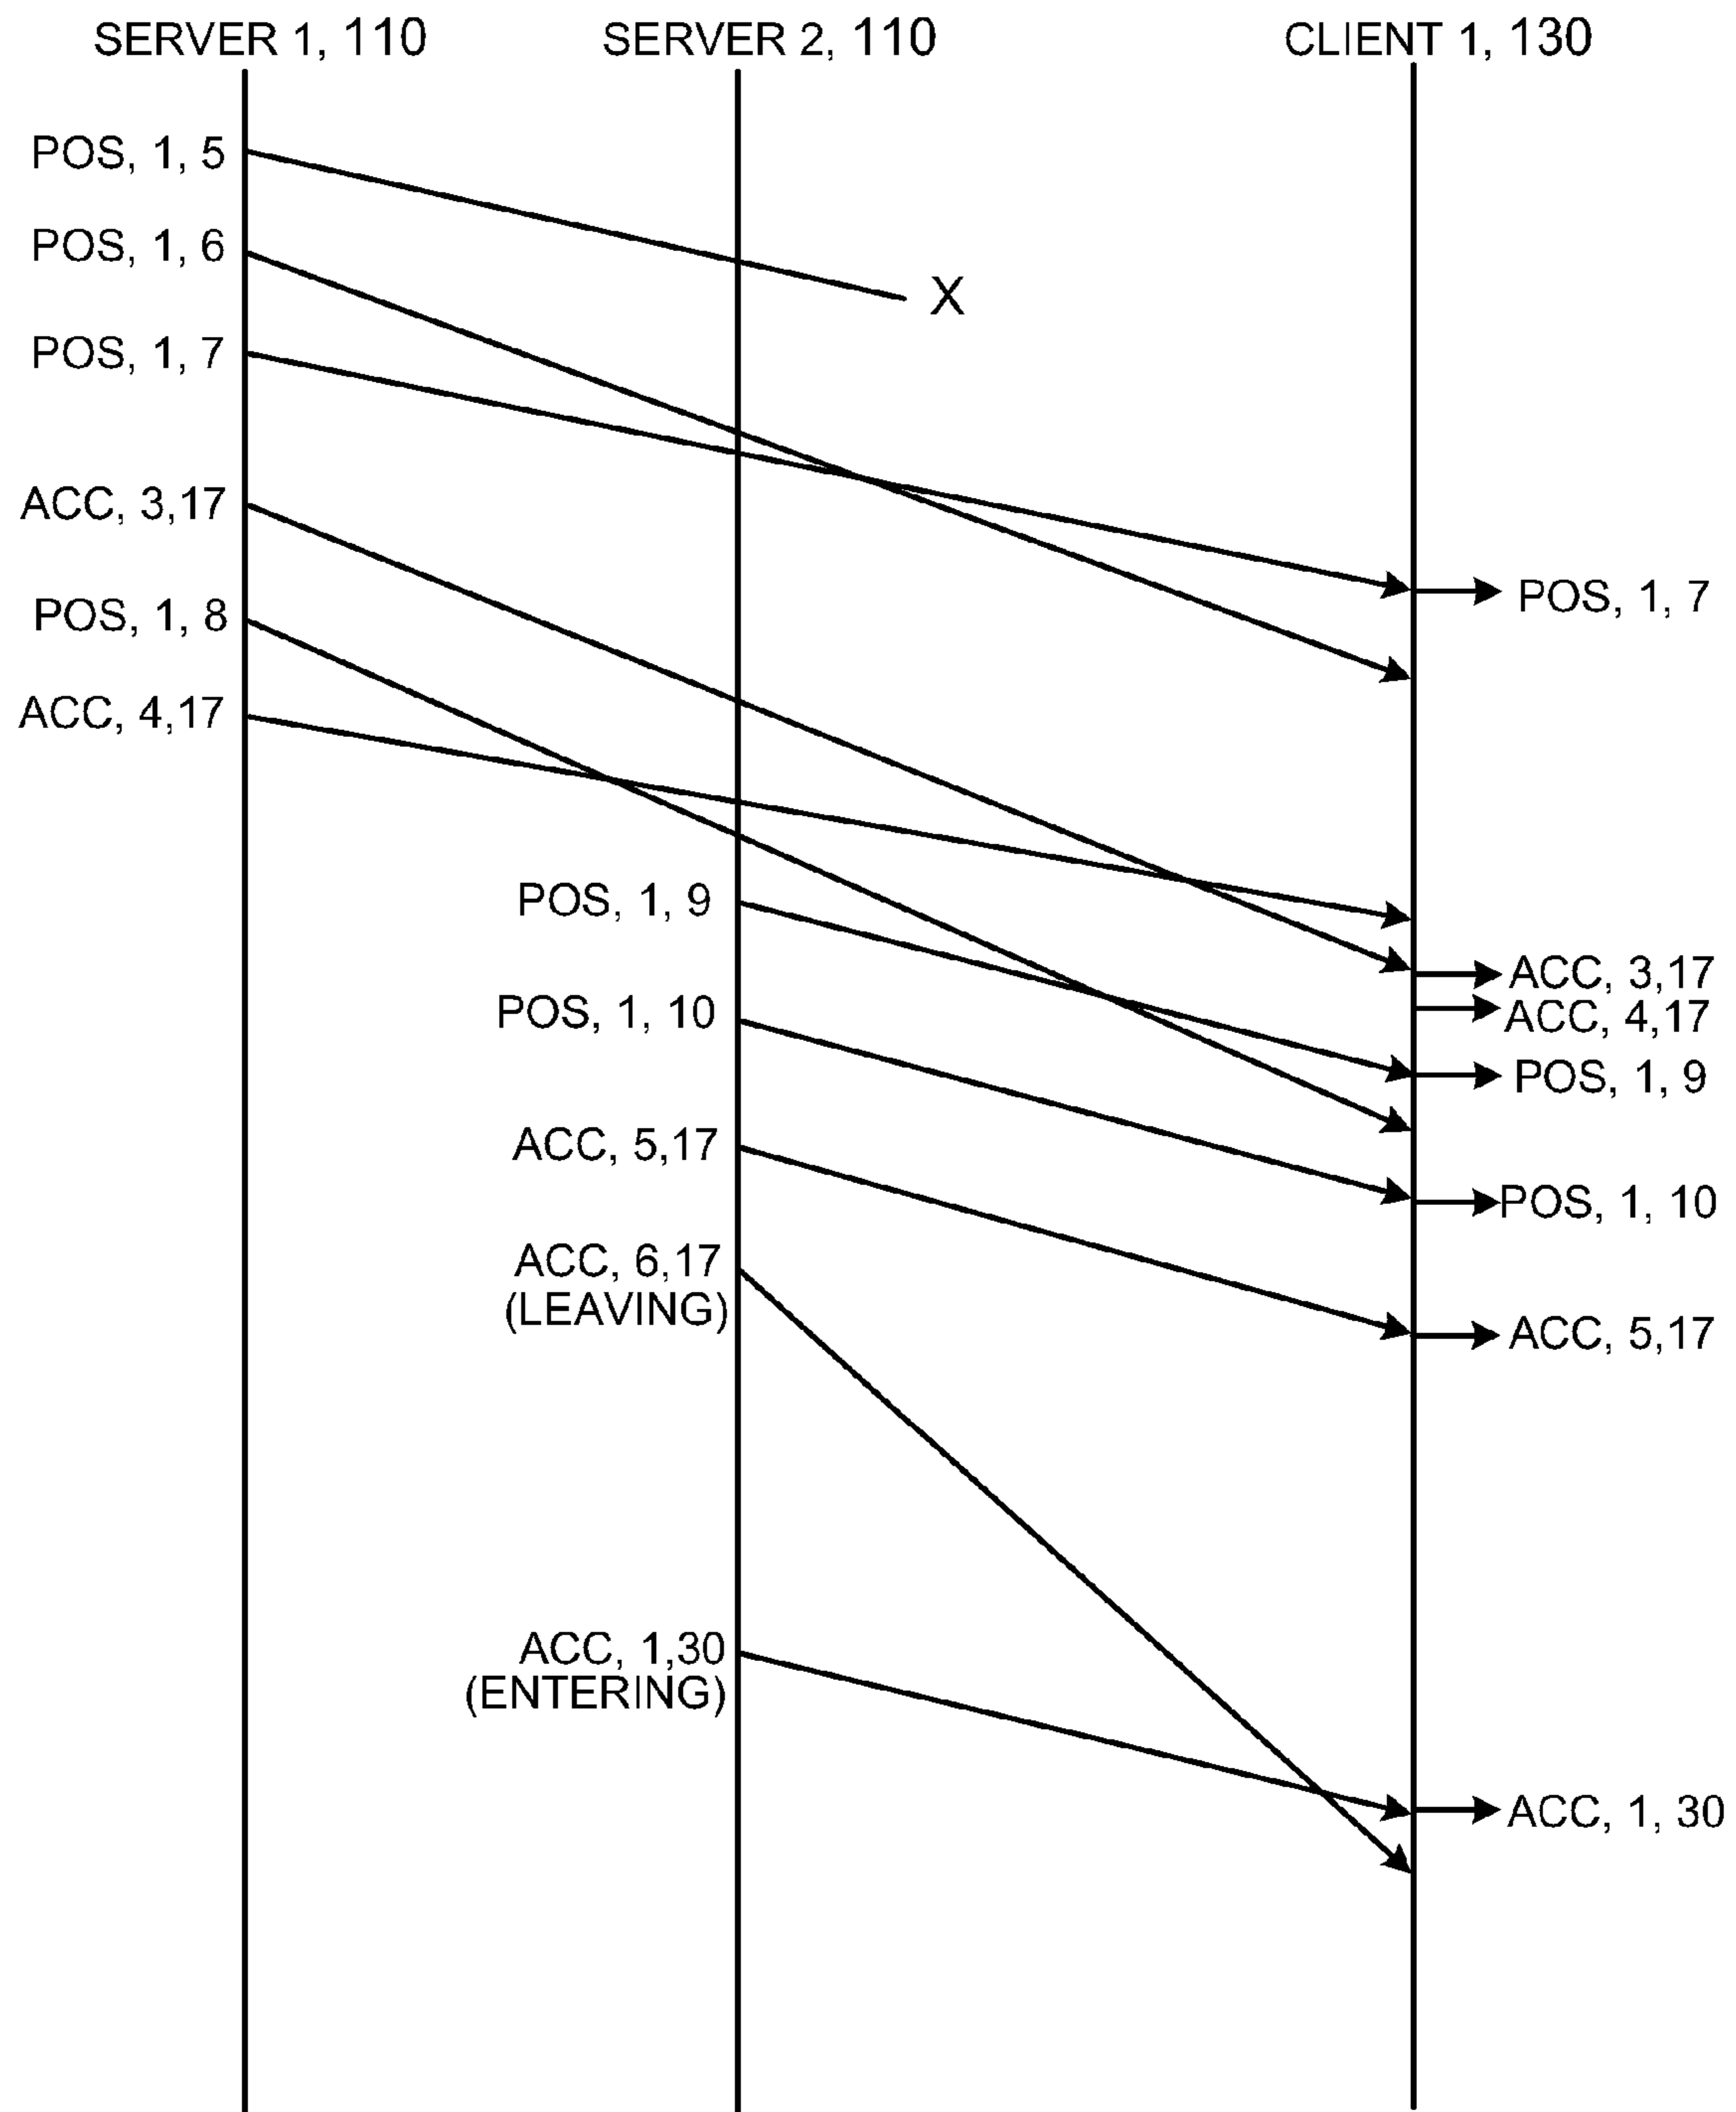 SERVER 1, 110
SERVER 2, 110
CLIENT 1, 130
POS, 1, 5
POS, 1, 6
X
POS, 1, 7
ACC, 3,17
POS, 1, 7
POS, 1, 8
ACC, 4,17
POS, 1, 9
ACC, 3,17
POS, 1, 10
ACC, 4,17
POS, 1, 9
ACC, 5,17
POS, 1, 10
ACC, 6,17
(LEAVING)
ACC, 5,17
ACC, 1,30
(ENTERING)
ACC, 1, 30